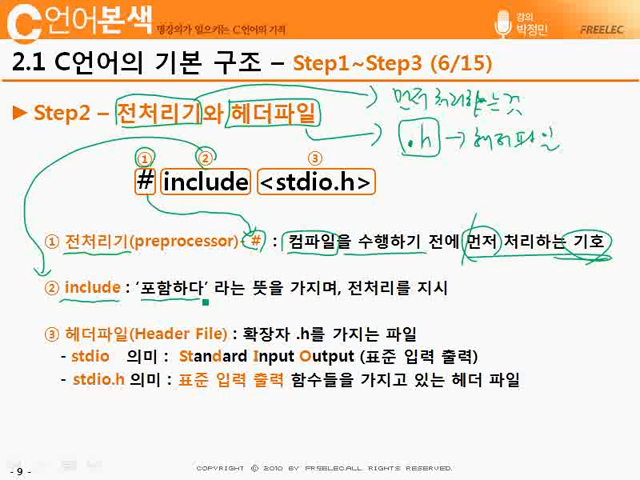 C언어본색 명강의가 일으키는 C언어의 기적
강의
박정민
FREELEC
2.1 C언어의 기본 구조 – Step1~Step3 (6/15)
▶ Step2 – 전처리기와 헤더파일
먼저 처리하는것
.h → 헤더파일
① ② ③
# include <stdio.h>
① 전처리기(preprocessor)- # : 컴파일을 수행하기 전에 먼저 처리하는 기호
② include : ‘포함하다’ 라는 뜻을 가지며, 전처리를 지시
③ 헤더파일(Header File) : 확장자 .h를 가지는 파일
- stdio 의미 : Standard Input Output (표준 입력 출력)
- stdio.h 의미 : 표준 입력 출력 함수들을 가지고 있는 헤더 파일
- 9 -
COPYRIGHT ⓒ 2010 BY FREELEC.ALL RIGHTS RESERVED.